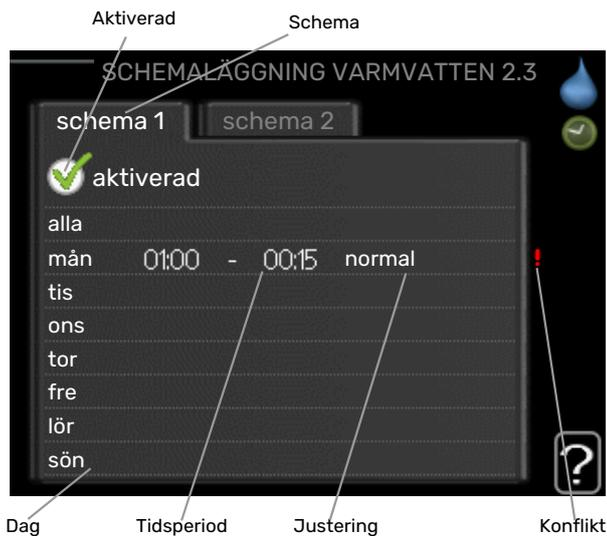 Aktiverad
Schema
SCHEMALÄGGNING VARMVATTEN 2.3
schema 1
schema 2
aktiverad
alla
mån 01:00 - 00:15 normal !
tis
ons
tor
fre
lör
sön
?
Dag
Tidsperiod
Justering
Konflikt